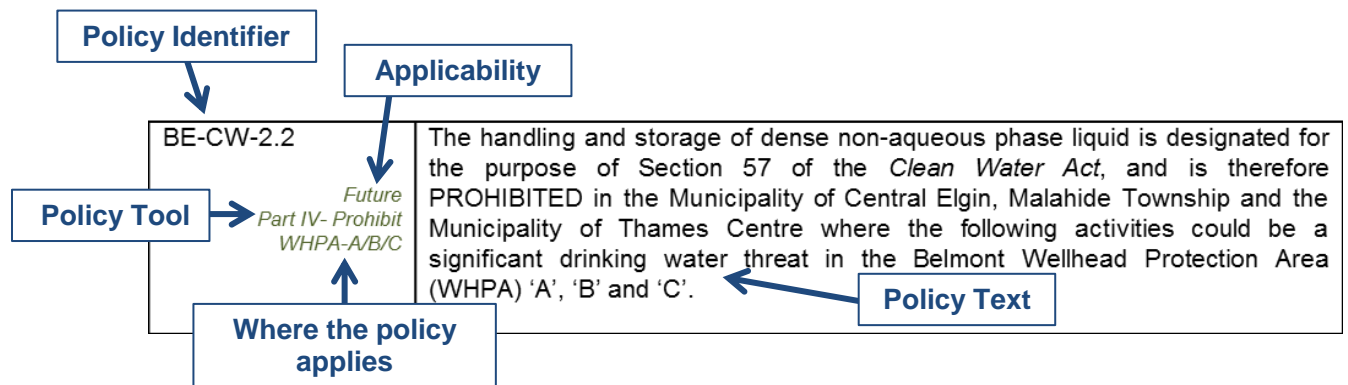 Policy Identifier
Applicability
BE-CW-2.2
Future
Policy Tool
Part IV- Prohibit
WHPA-A/B/C
Where the policy
applies
The handling and storage of dense non-aqueous phase liquid is designated for
the purpose of Section 57 of the Clean Water Act, and is therefore
PROHIBITED in the Municipality of Central Elgin, Malahide Township and the
Municipality of Thames Centre where the following activities could be a
significant drinking water threat in the Belmont Wellhead Protection Area
(WHPA) ‘A’, ‘B’ and ‘C’.
Policy Text